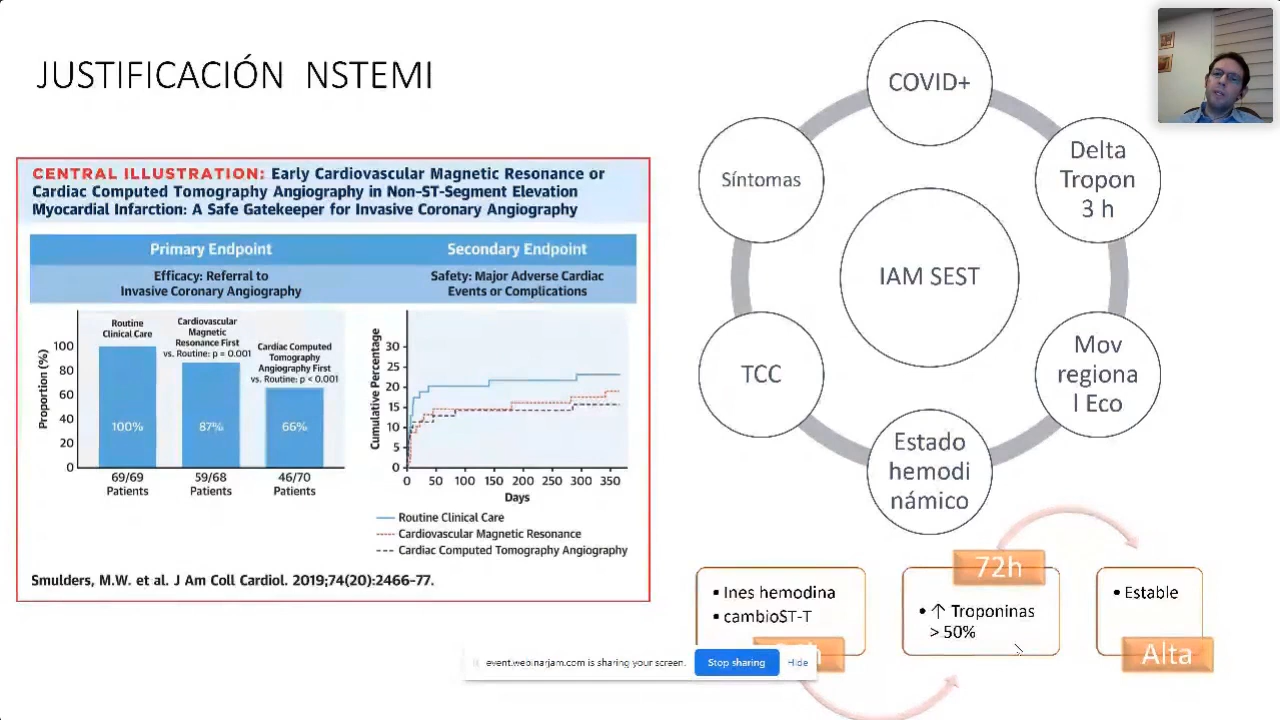 JUSTIFICACIÓN NSTEMI
CENTRAL ILLUSTRATION: Early Cardiovascular Magnetic Resonance or
Cardiac Computed Tomography Angiography in Non-ST-Segment Elevation
Myocardial Infarction: A Safe Gatekeeper for Invasive Coronary Angiography
Primary Endpoint
Efficacy: Referral to
Invasive Coronary Angiography
Proportion (%)
100
80
60
40
20
0
Routine
Clinical Care
100%
69/69
Patients
Cardiovascular
Magnetic
Resonance First
vs. Routine: p = 0.001
87%
59/68
Patients
Cardiac Computed
Tomography
Angiography First
vs. Routine: p < 0.001
66%
46/70
Patients
Secondary Endpoint
Safety: Major Adverse Cardiac
Events or Complications
Cumulative Percentage
30
25
20
15
10
5
0
0 50 100 150 200 250 300 350
Days
Routine Clinical Care
Cardiovascular Magnetic Resonance
Cardiac Computed Tomography Angiography
Smulders, M.W. et al. J Am Coll Cardiol. 2019;74(20):2466–77.
COVID+
Delta
Tropon
3 h
Mov
regiona
l Eco
Estado
hemodi
námico
TCC
Síntomas
IAM SEST
• Ines hemodina
• cambioST-T
72h
• ↑ Troponinas
> 50%
• Estable
Alta
event.webinarjam.com is sharing your screen.
Stop sharing
Hide